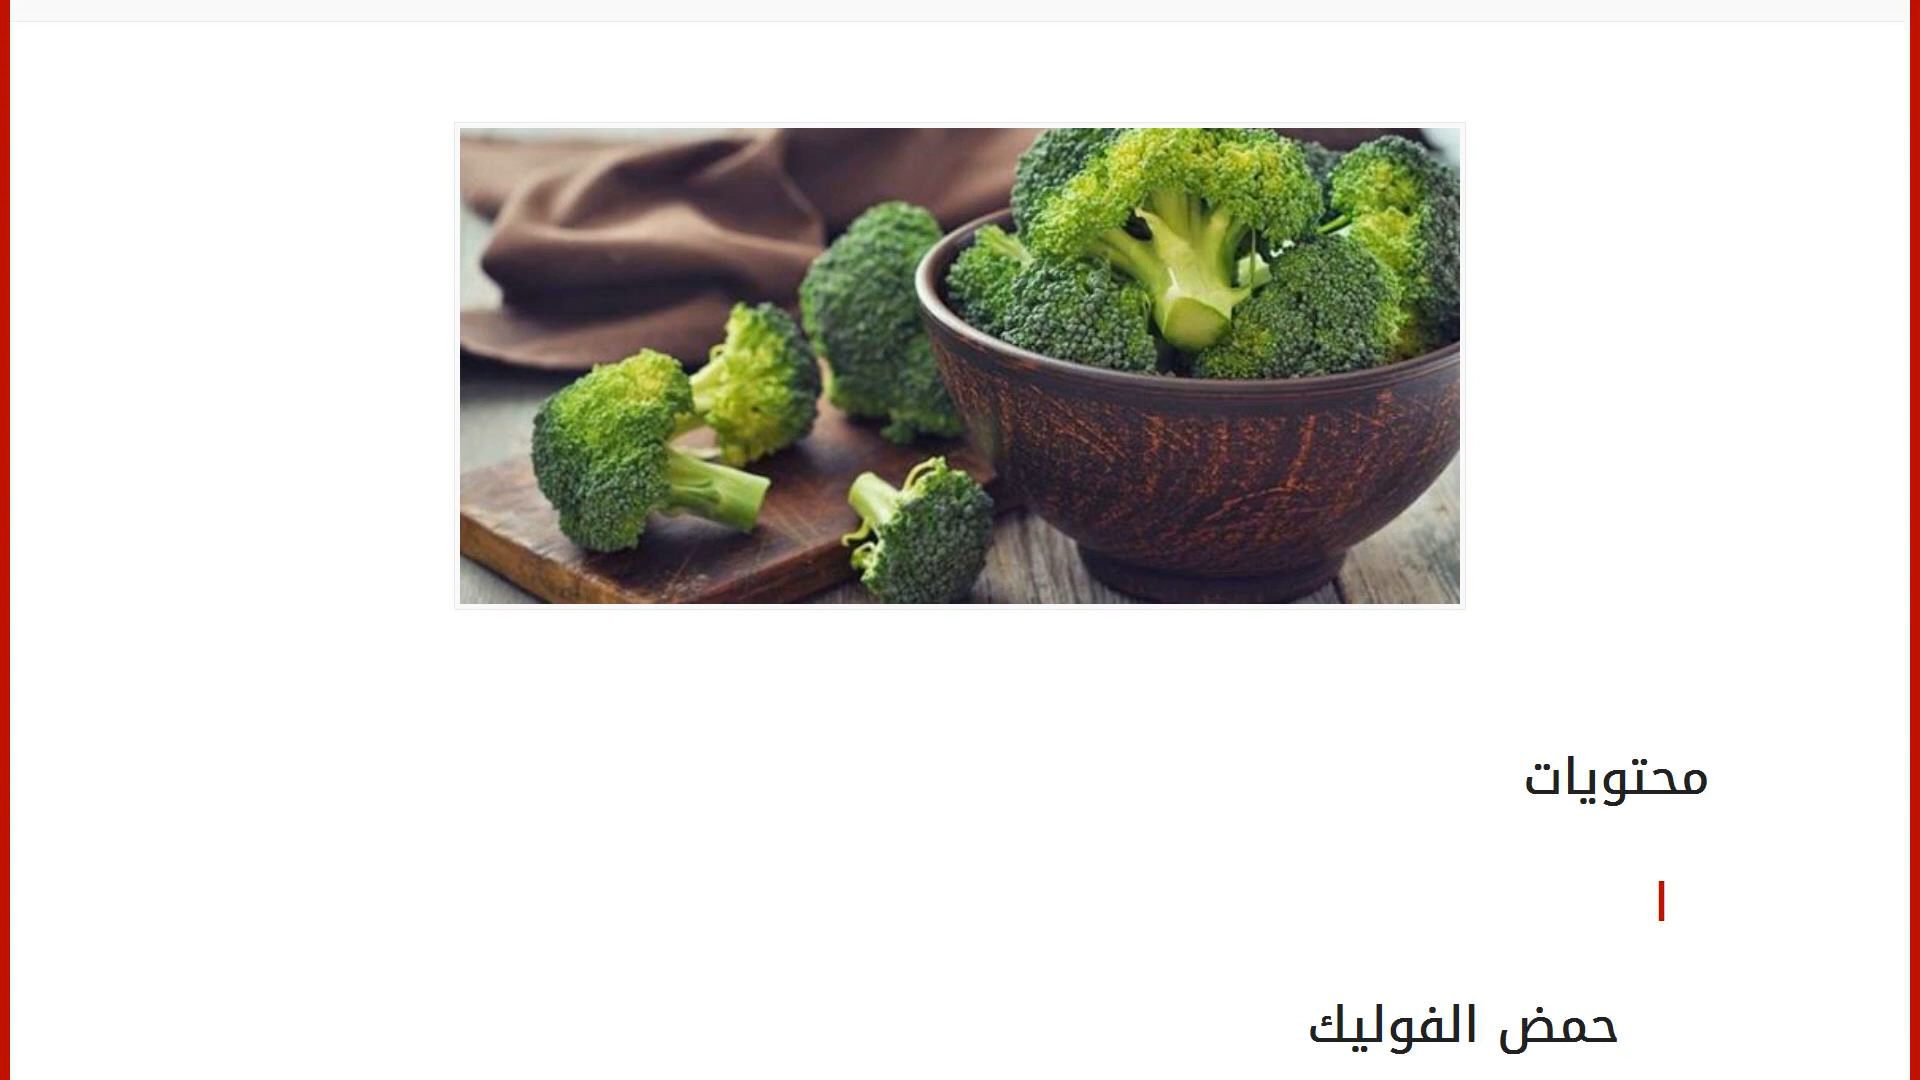 محتويات
ا
حمض الفوليك